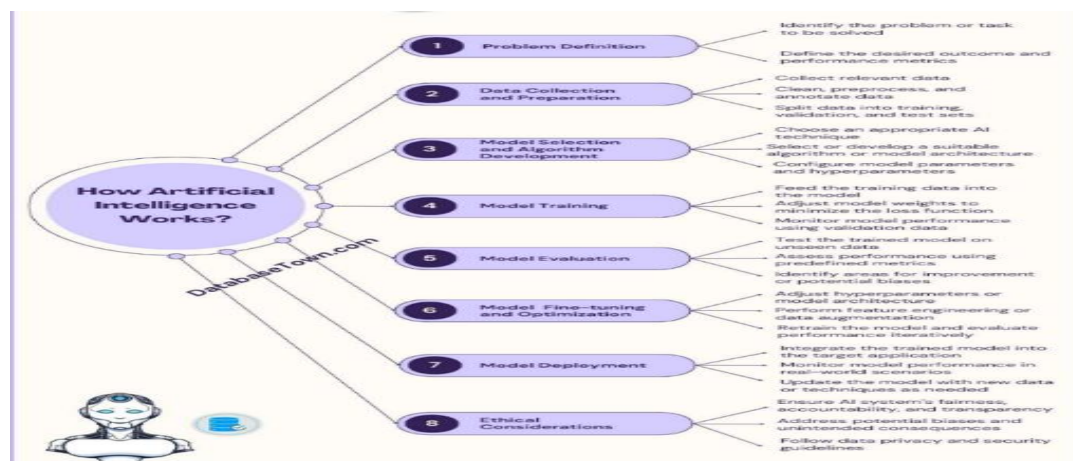 How Artificial
Intelligence
Works?
DatabaseTown.com
1
Problem Definition
Identify the problem or task
to be solved
Define the desired outcome and
performance metrics
2
Data Collection
and Preparation
Collect relevant data
Clean, preprocess, and
annotate data
Split data into training,
validation, and test sets
3
Model Selection
and Algorithm
Development
Choose an appropriate AI
technique
Select or develop a suitable
algorithm or model architecture
Configure model parameters
and hyperparameters
4
Model Training
Feed the training data into
the model
Adjust model weights to
minimize the loss function
Monitor model performance
using validation data
5
Model Evaluation
Test the trained model on
unseen data
Assess performance using
predefined metrics
Identify areas for improvement
or potential biases
6
Model Fine-tuning
and Optimization
Adjust hyperparameters or
model architecture
Perform feature engineering or
data augmentation
Retrain the model and evaluate
performance iteratively
7
Model Deployment
Integrate the trained model into
the target application
Monitor model performance in
real-world scenarios
Update the model with new data
or techniques as needed
8
Ethical
Considerations
Ensure AI system's fairness,
accountability, and transparency
Address potential biases and
unintended consequences
Follow data privacy and security
guidelines